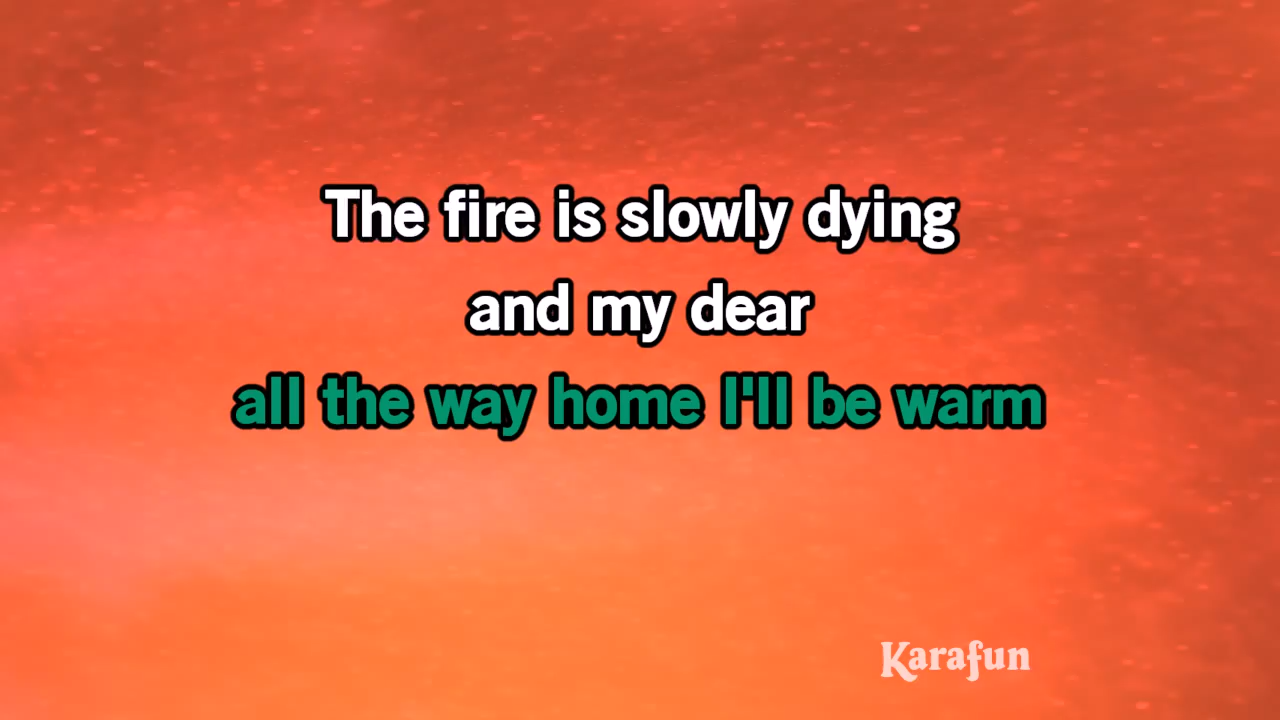 The fire is slowly dying
and my dear
all the way home I'll be warm
Karafun